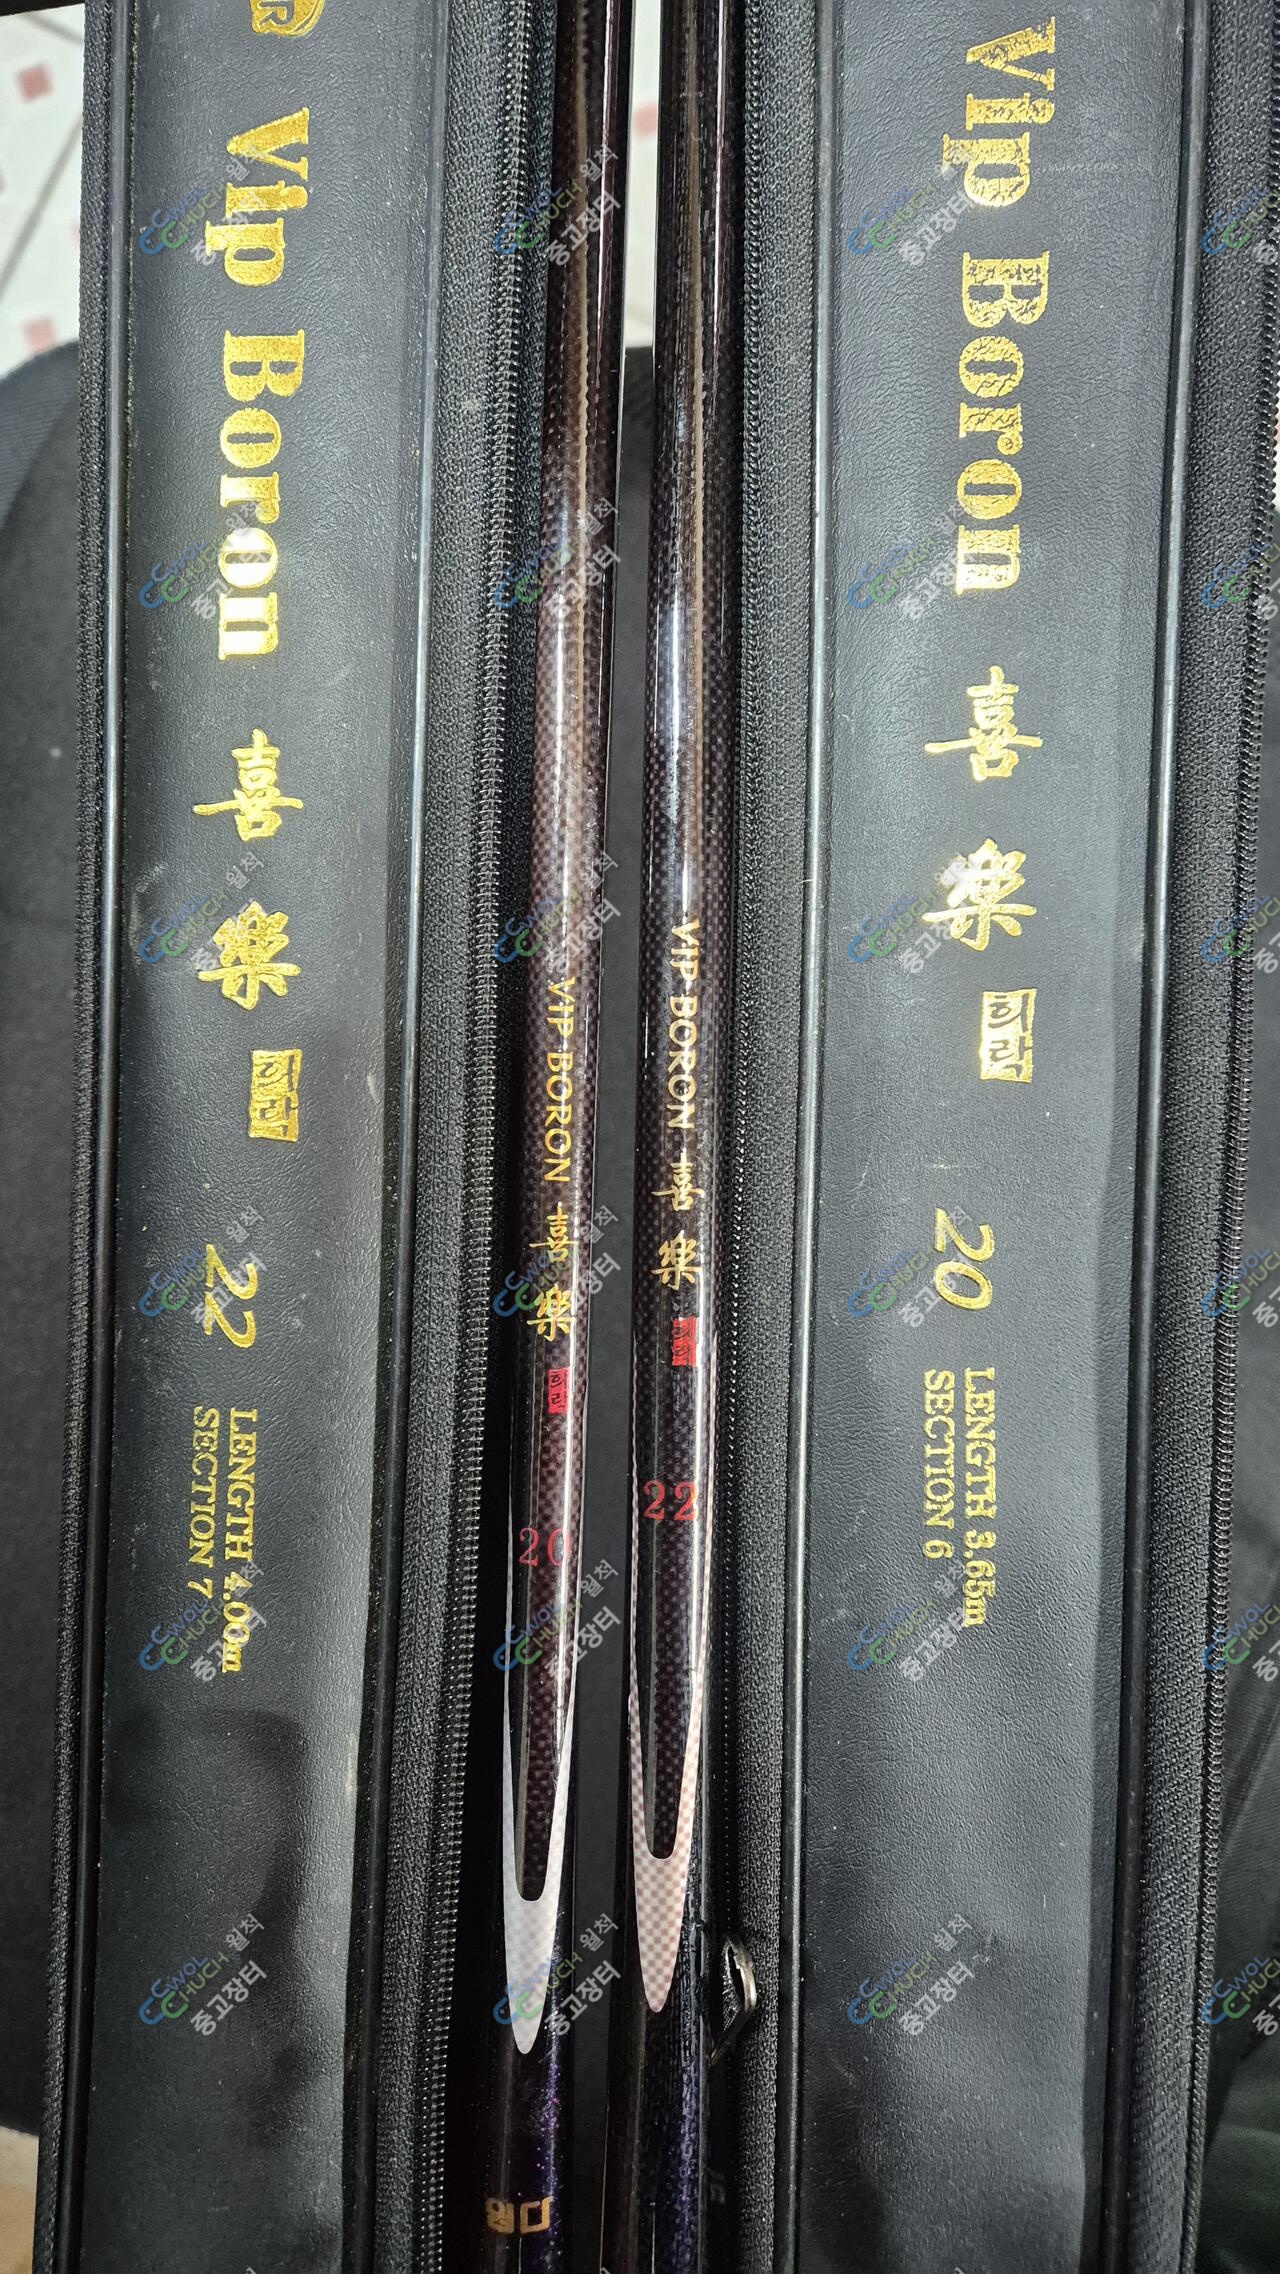 Vip Boron 喜樂 희락 22 LENGTH 4.00m
SECTION 7
VIP BORON 喜樂 희락 20
VIP BORON 喜樂 희락 22
Vip Boron 喜樂 희락 20 LENGTH 3.65m
SECTION 6
CWOL CHUCH 월척 중고장터